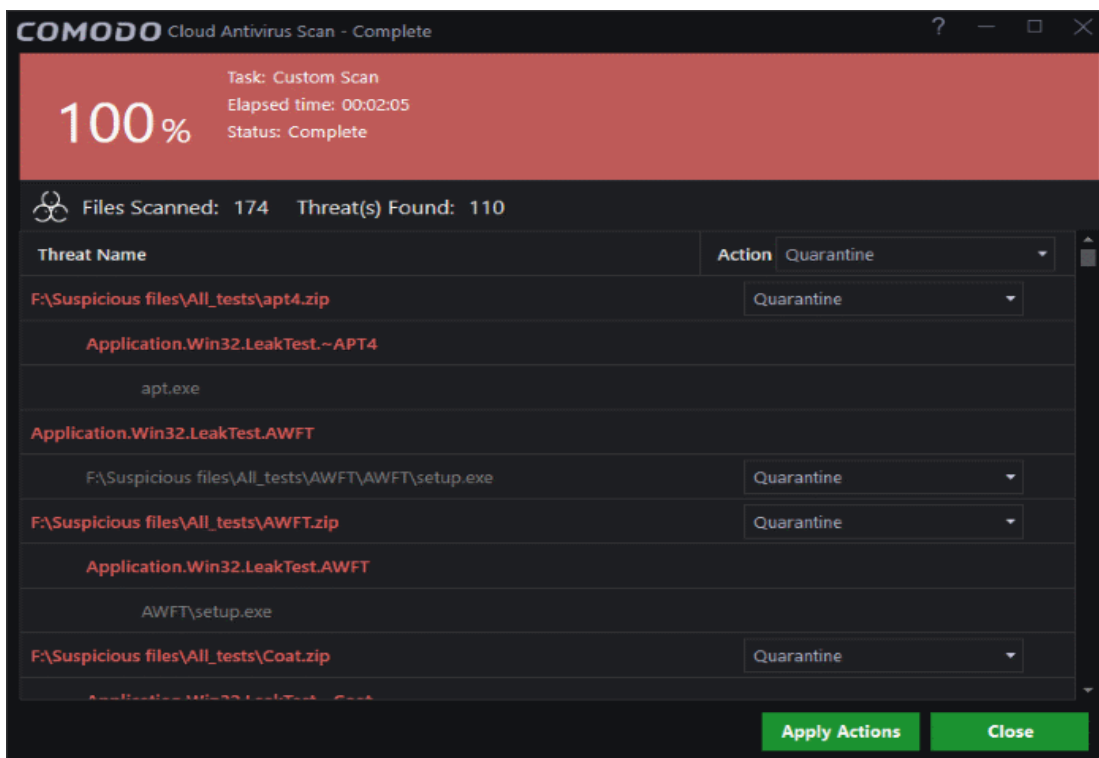 COMODO Cloud Antivirus Scan - Complete ?
100% 
Task: Custom Scan
Elapsed time: 00:02:05
Status: Complete
Files Scanned: 174 Threat(s) Found: 110
Threat Name Action Quarantine
F:\Suspicious files\All_tests\apt4.zip Quarantine
Application.Win32.LeakTest.~APT4
apt.exe
Application.Win32.LeakTest.AWFT
F:\Suspicious files\All_tests\AWFT\AWFT\setup.exe Quarantine
F:\Suspicious files\All_tests\AWFT.zip Quarantine
Application.Win32.LeakTest.AWFT
AWFT\setup.exe
F:\Suspicious files\All_tests\Coat.zip Quarantine
Apply Actions Close